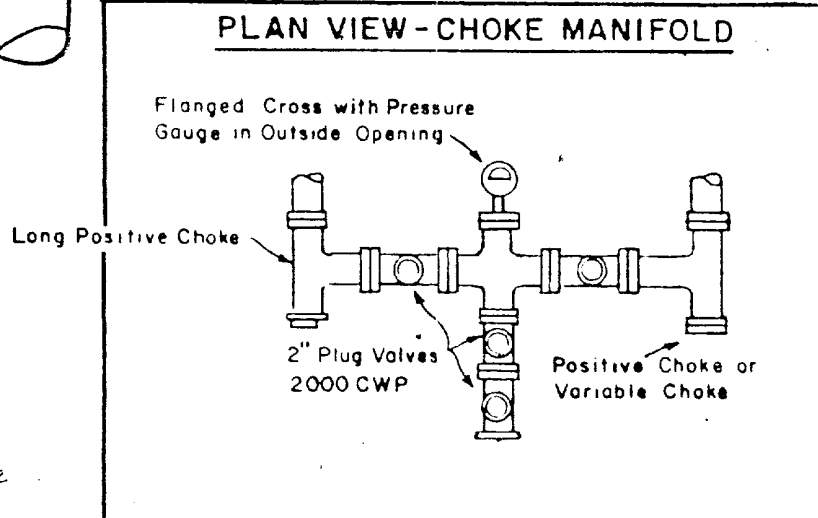 PLAN VIEW-CHOKE MANIFOLD
Flanged Cross with Pressure
Gauge in Outside Opening
Long Positive Choke
2" Plug Valves
2000 CWP
Positive Choke or
Variable Choke